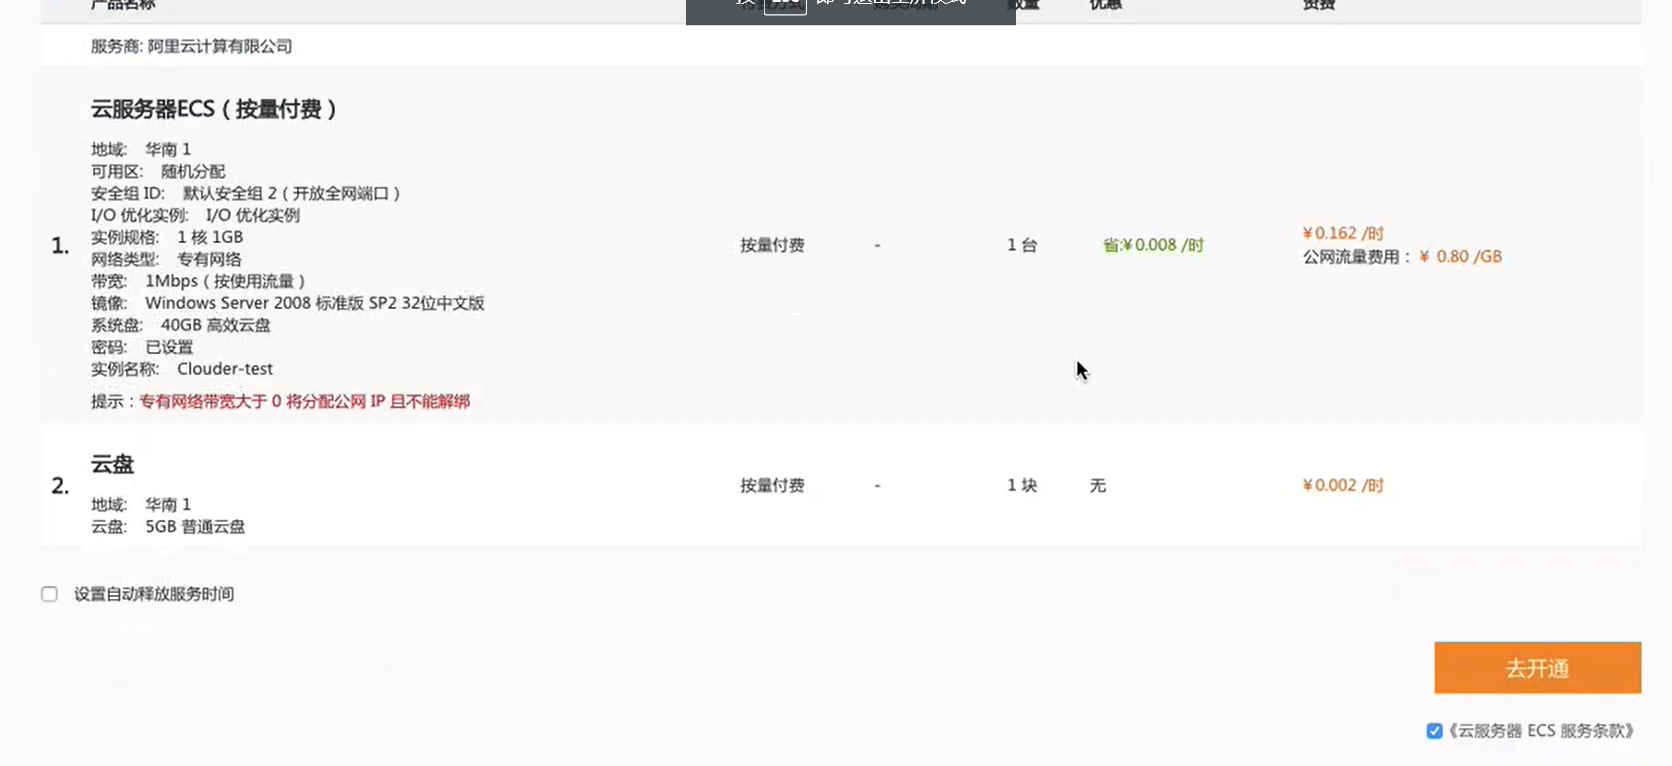 产品名称 付费方式 购买周期 数量 优惠 资费
服务商: 阿里云计算有限公司
云服务器ECS（按量付费）
地域: 华南 1
可用区: 随机分配
安全组 ID: 默认安全组 2（开放全网端口）
I/O 优化实例: I/O 优化实例
1. 实例规格: 1 核 1GB 按量付费 - 1 台 省:¥0.008 /时 ¥0.162 /时
公网流量费用： ¥ 0.80 /GB
网络类型: 专有网络
带宽: 1Mbps（按使用流量）
镜像: Windows Server 2008 标准版 SP2 32位中文版
系统盘: 40GB 高效云盘
密码: 已设置
实例名称: Clouder-test
提示：专有网络带宽大于 0 将分配公网 IP 且不能解绑
云盘
2. 按量付费 - 1 块 无 ¥0.002 /时
地域: 华南 1
云盘: 5GB 普通云盘
设置自动释放服务时间
去开通
《云服务器 ECS 服务条款》